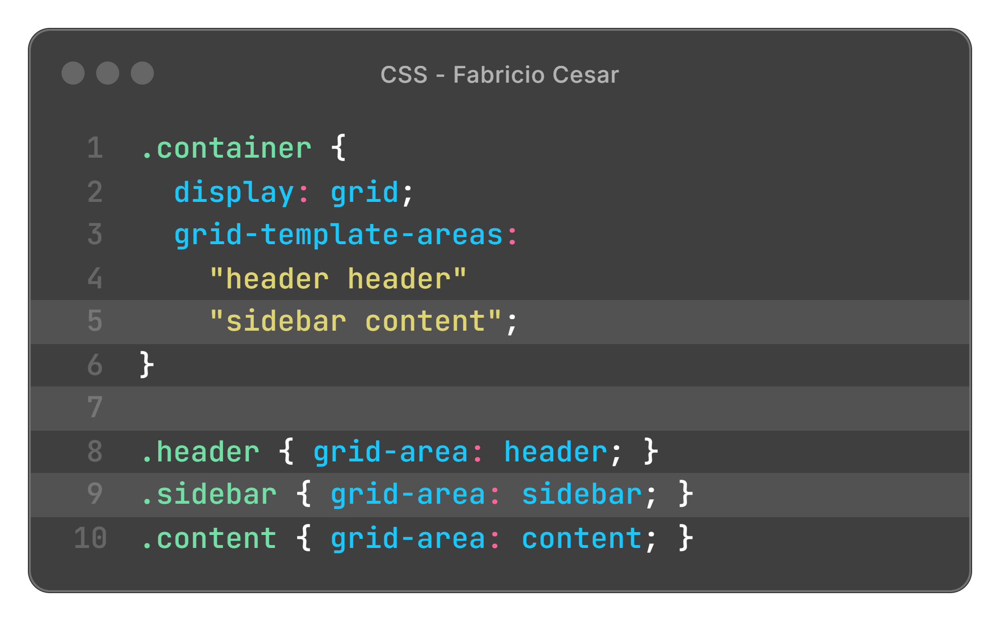 CSS - Fabricio Cesar
1 .container {
2   display: grid;
3   grid-template-areas:
4     "header header"
5     "sidebar content";
6 }
7
8 .header { grid-area: header; }
9 .sidebar { grid-area: sidebar; }
10 .content { grid-area: content; }